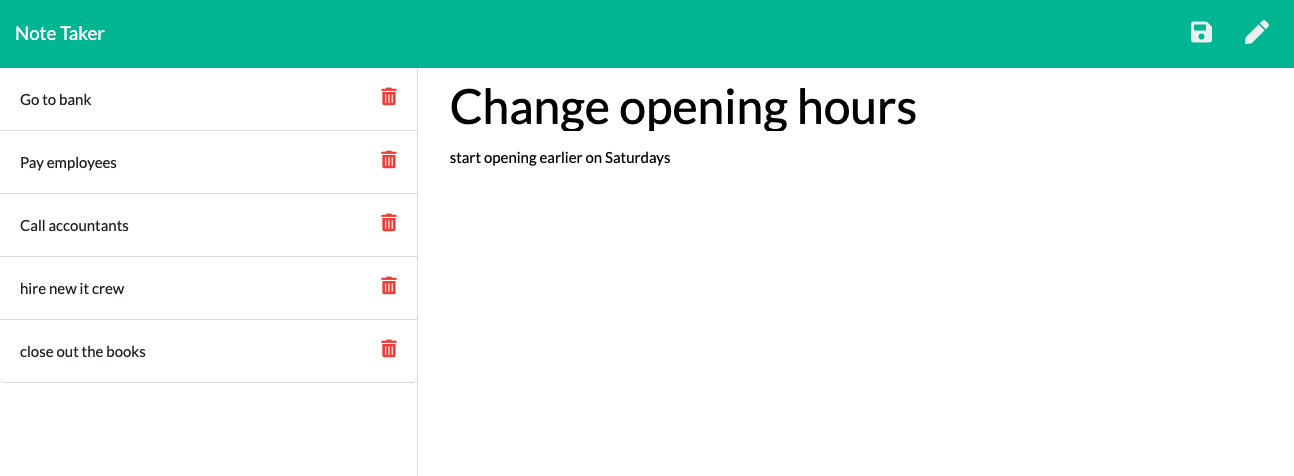 Note Taker
Go to bank
Pay employees
Call accountants
hire new it crew
close out the books
Change opening hours
start opening earlier on Saturdays